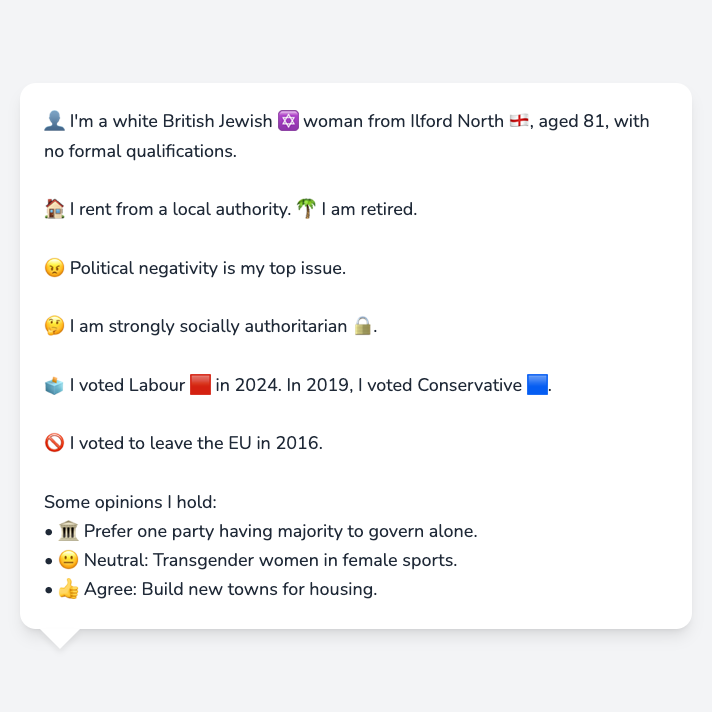 👤 I'm a white British Jewish ✡️ woman from Ilford North 🏴󠁧󠁢󠁥󠁮󠁧󠁿, aged 81, with
no formal qualifications.
🏠 I rent from a local authority. 🌴 I am retired.
😠 Political negativity is my top issue.
🤔 I am strongly socially authoritarian 🔒.
🗳️ I voted Labour 🟥 in 2024. In 2019, I voted Conservative 🟦.
🚫 I voted to leave the EU in 2016.
Some opinions I hold:
• 🏛️ Prefer one party having majority to govern alone.
• 😐 Neutral: Transgender women in female sports.
• 👍 Agree: Build new towns for housing.